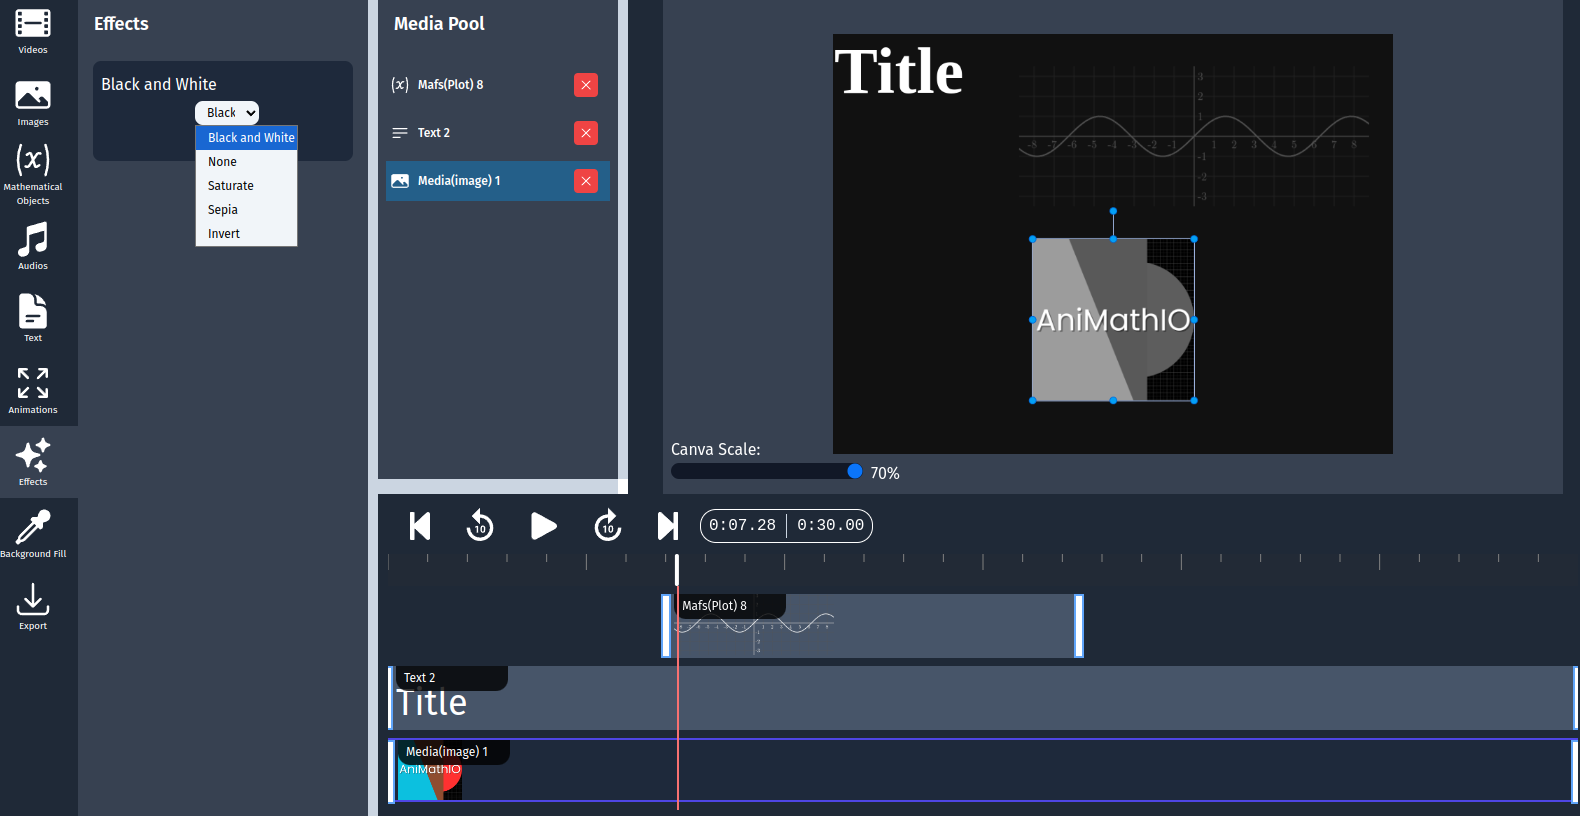 Videos
Images
Mathematical
Objects
Audios
Text
Animations
Effects
Background Fill
Export
Effects
Black and White
Black
Black and White
None
Saturate
Sepia
Invert
Media Pool
(x) Mafs(Plot) 8
Text 2
Media(image) 1
Title
3
2
1
-8 -7 -6 -5 -4 -3 -2 -1 1 2 3 4 5 6 7 8
-1
-2
-3
AniMathIO
Canva Scale:
70%
10
10
0:07.28 0:30.00
Mafs(Plot) 8
Text 2
Title
Media(image) 1
AniMathIO